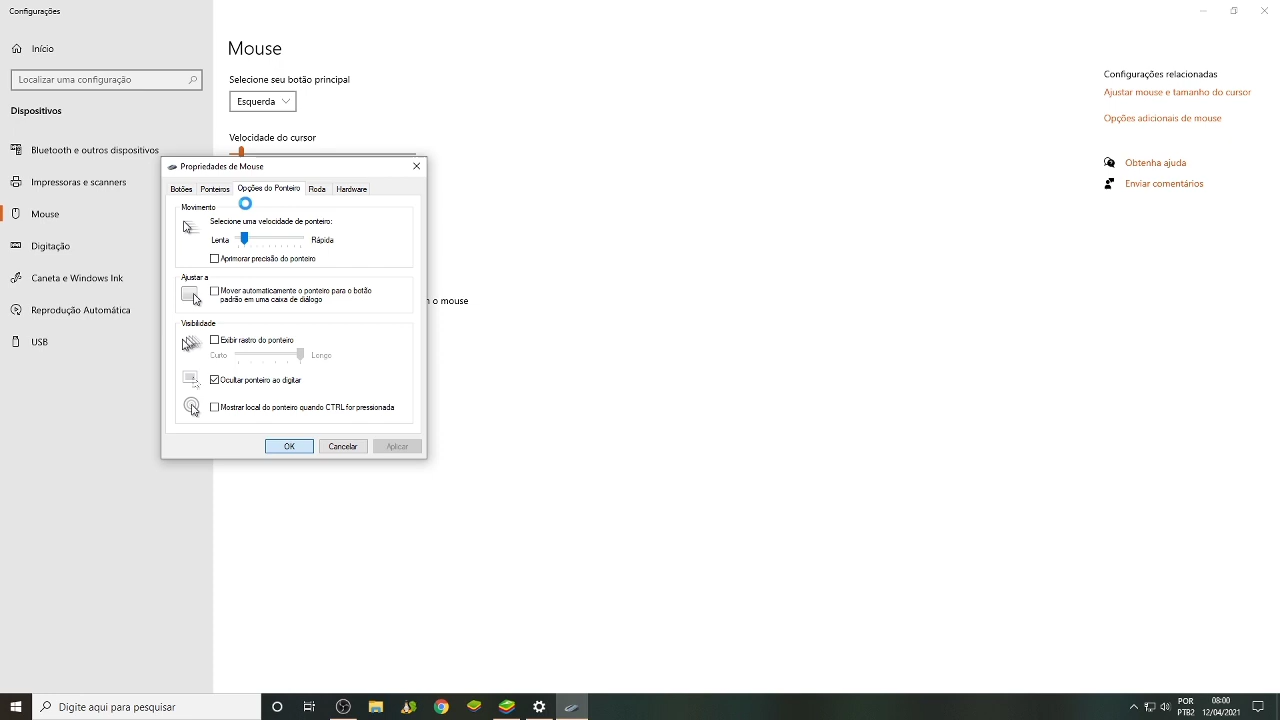 Configurações
Início
Localizar uma configuração
Dispositivos
Bluetooth e outros dispositivos
Impressoras e scanners
Mouse
Digitação
Caneta e Windows Ink
Reprodução Automática
USB
Mouse
Selecione seu botão principal
Esquerda
Velocidade do cursor
m o mouse
Configurações relacionadas
Ajustar mouse e tamanho do cursor
Opções adicionais de mouse
Obtenha ajuda
Enviar comentários
Propriedades de Mouse
Botões Ponteiros Opções do Ponteiro Roda Hardware
Movimento
Selecione uma velocidade de ponteiro:
Lenta Rápida
Aprimorar precisão do ponteiro
Ajustar a
Mover automaticamente o ponteiro para o botão
padrão em uma caixa de diálogo
Visibilidade
Exibir rastro do ponteiro
Curto Longo
Ocultar ponteiro ao digitar
Mostrar local do ponteiro quando CTRL for pressionada
OK Cancelar Aplicar
Digite aqui para pesquisar
POR 08:00
PTB2 12/04/2021